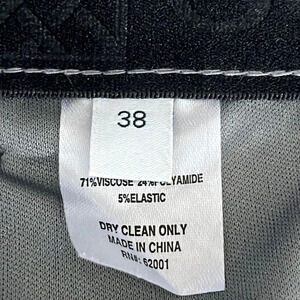 38
71%VISCOSE 24%POLYAMIDE
5%ELASTIC
DRY CLEAN ONLY
MADE IN CHINA
RN#: 62001